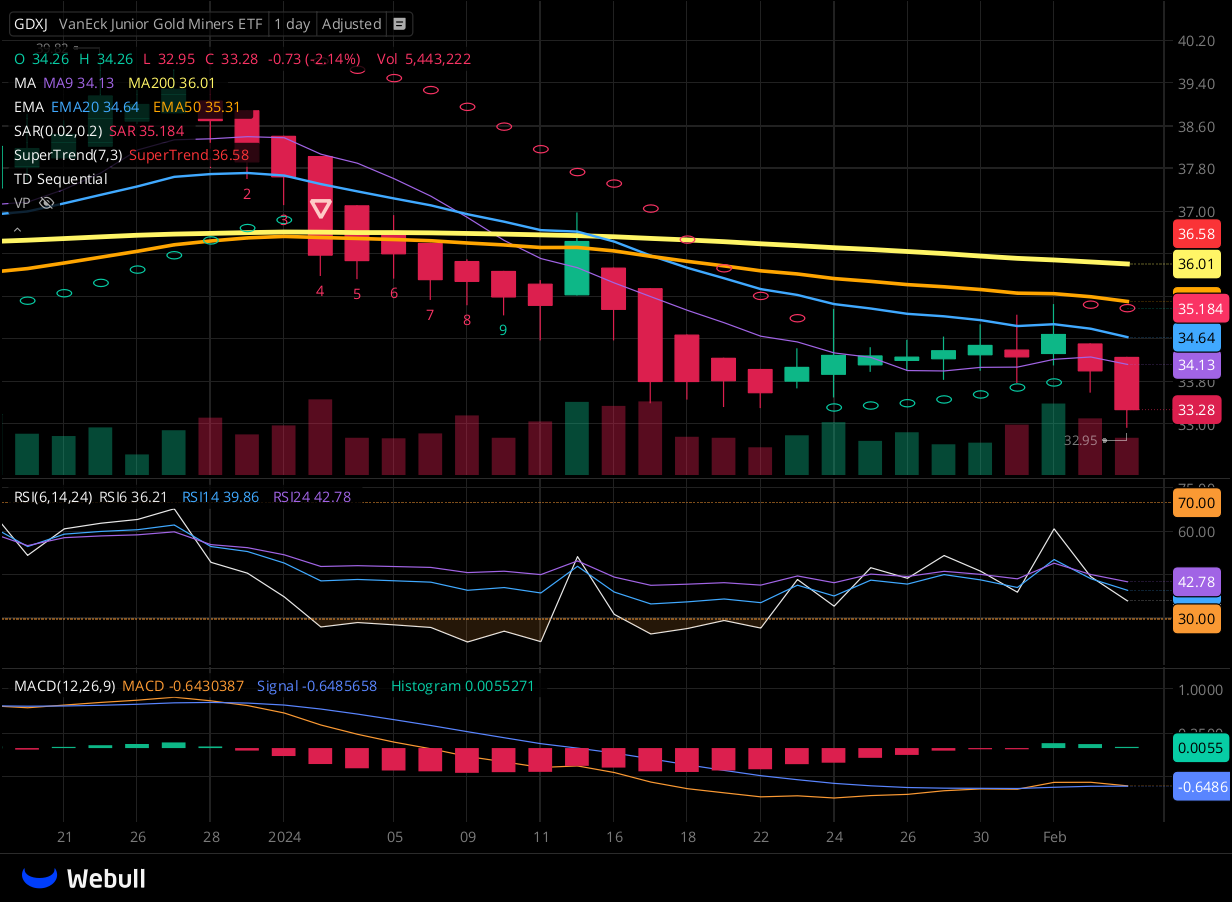 GDXJ VanEck Junior Gold Miners ETF 1 day Adjusted
40.20
O 34.26 H 34.26 L 32.95 C 33.28 -0.73 (-2.14%) Vol 5,443,222
MA MA9 34.13 MA200 36.01
39.40
EMA EMA20 34.64 EMA50 35.31
SAR(0.02,0.2) SAR 35.184
38.60
SuperTrend(7,3) SuperTrend 36.58
37.80
TD Sequential
2
VP
37.00
3
36.58
36.01
4 5 6
35.184
7 8 9
34.64
34.13
33.80
33.28
33.00
32.95
RSI(6,14,24) RSI6 36.21 RSI14 39.86 RSI24 42.78
75.00
70.00
60.00
42.78
30.00
MACD(12,26,9) MACD -0.6430387 Signal -0.6485658 Histogram 0.0055271
1.0000
0.0055
-0.6486
21 26 28 2024 05 09 11 16 18 22 24 26 30 Feb
Webull